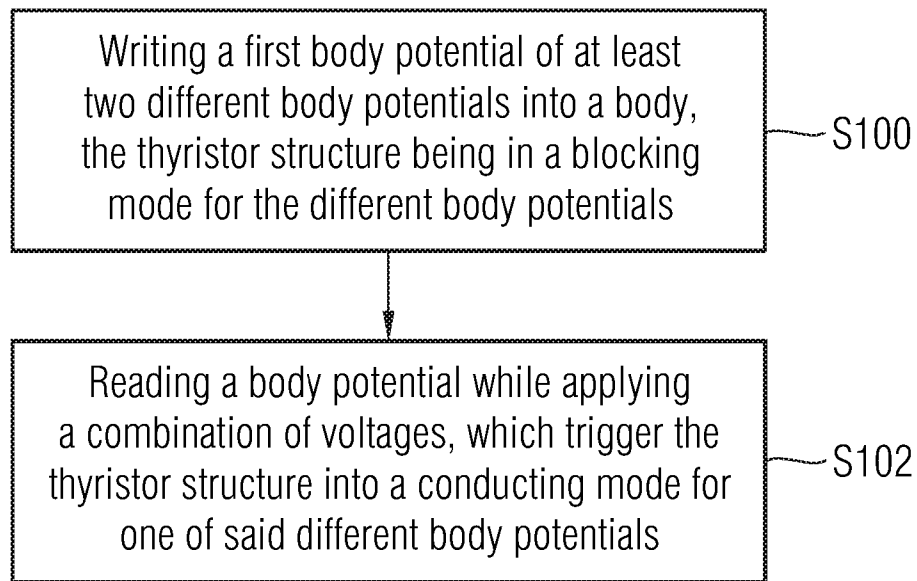 Writing a first body potential of at least
two different body potentials into a body,
the thyristor structure being in a blocking
mode for the different body potentials
S100
Reading a body potential while applying
a combination of voltages, which trigger the
thyristor structure into a conducting mode for
one of said different body potentials
S102